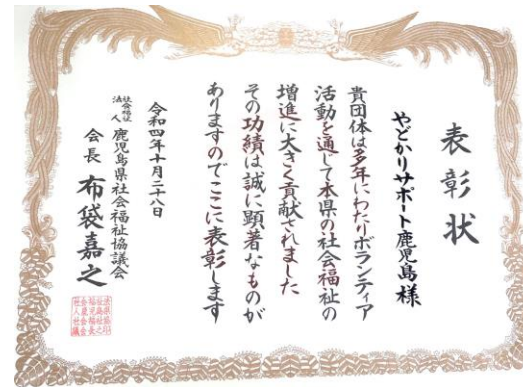 表彰状
やどかりサポート鹿児島様
貴団体は多年にわたりボランティア
活動を通じて本県の社会福祉の
増進に大きく貢献されました
その功績は誠に顕著なものが
ありますのでここに表彰します
令和四年十月二十八日
社会福祉法人 鹿児島県社会福祉協議会
会長 布袋嘉之